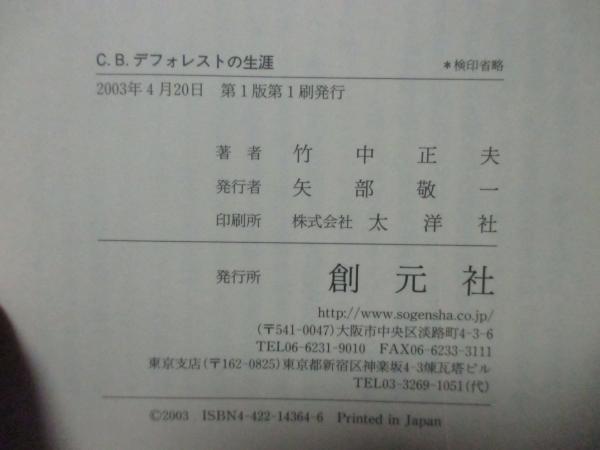 C.B.デフォレストの生涯 *検印省略
2003年4月20日 第1版第1刷発行
著者 竹中正夫
発行者 矢部敬一
印刷所 株式会社 太洋社
発行所 創元社
http://www.sogensha.co.jp/
(〒541-0047)大阪市中央区淡路町4-3-6
TEL06-6231-9010 FAX06-6233-3111
東京支店(〒162-0825)東京都新宿区神楽坂4-3煉瓦塔ビル
TEL03-3269-1051(代)
©2003 ISBN4-422-14364-6 Printed in Japan